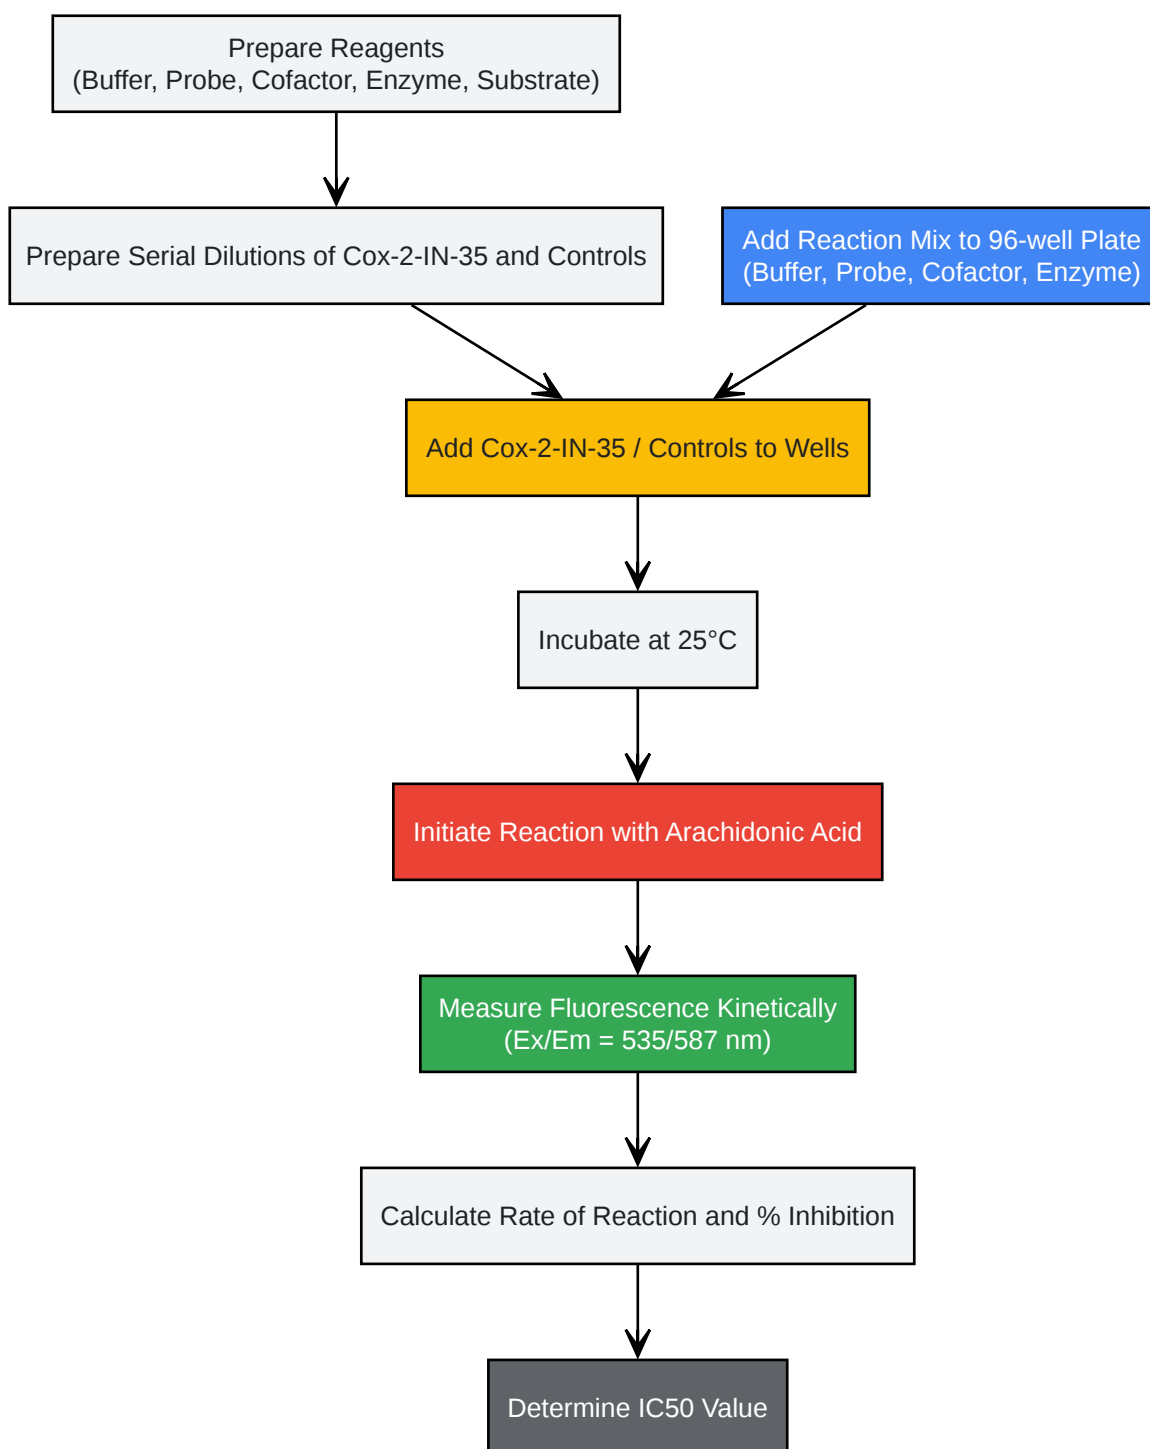 Prepare Reagents
(Buffer, Probe, Cofactor, Enzyme, Substrate)
Prepare Serial Dilutions of Cox-2-IN-35 and Controls
Add Reaction Mix to 96-well Plate
(Buffer, Probe, Cofactor, Enzyme)
Add Cox-2-IN-35 / Controls to Wells
Incubate at 25°C
Initiate Reaction with Arachidonic Acid
Measure Fluorescence Kinetically
(Ex/Em = 535/587 nm)
Calculate Rate of Reaction and % Inhibition
Determine IC50 Value